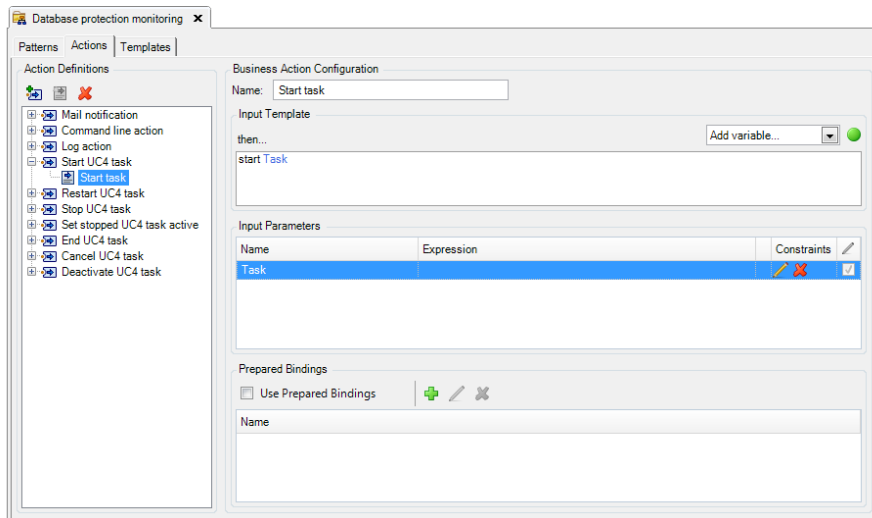 Database protection monitoring
Patterns Actions Templates
Action Definitions
Mail notification
Command line action
Log action
Start UC4 task
Start task
Restart UC4 task
Stop UC4 task
Set stopped UC4 task active
End UC4 task
Cancel UC4 task
Deactivate UC4 task
Business Action Configuration
Name: Start task
Input Template
then...
Add variable...
start Task
Input Parameters
Name Expression Constraints
Task
Prepared Bindings
Use Prepared Bindings
Name